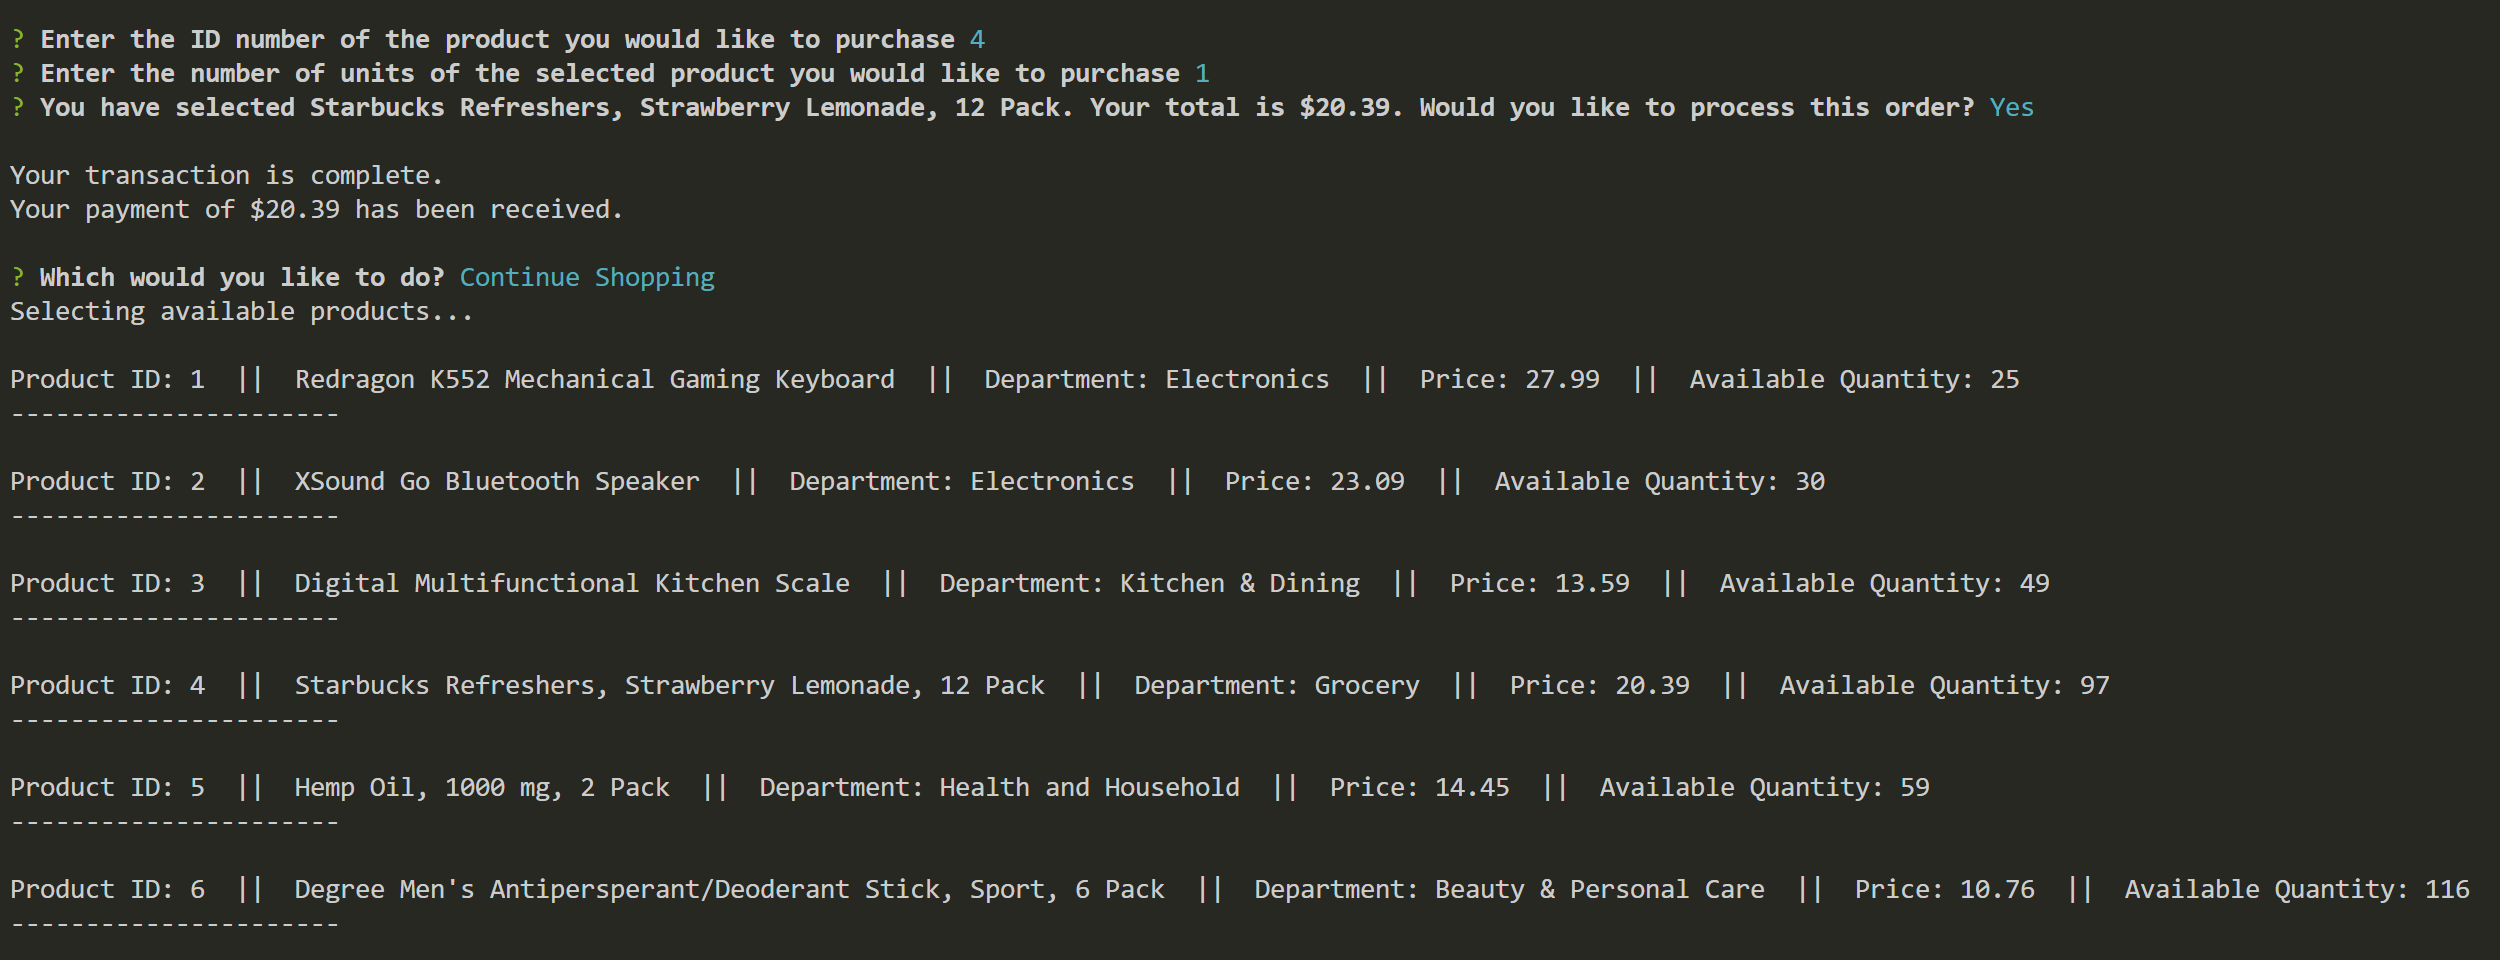 ? Enter the ID number of the product you would like to purchase 4
? Enter the number of units of the selected product you would like to purchase 1
? You have selected Starbucks Refreshers, Strawberry Lemonade, 12 Pack. Your total is $20.39. Would you like to process this order? Yes
Your transaction is complete.
Your payment of $20.39 has been received.
? Which would you like to do? Continue Shopping
Selecting available products...
Product ID: 1  ||  Redragon K552 Mechanical Gaming Keyboard  ||  Department: Electronics  ||  Price: 27.99  ||  Available Quantity: 25
----------------------
Product ID: 2  ||  XSound Go Bluetooth Speaker  ||  Department: Electronics  ||  Price: 23.09  ||  Available Quantity: 30
----------------------
Product ID: 3  ||  Digital Multifunctional Kitchen Scale  ||  Department: Kitchen & Dining  ||  Price: 13.59  ||  Available Quantity: 49
----------------------
Product ID: 4  ||  Starbucks Refreshers, Strawberry Lemonade, 12 Pack  ||  Department: Grocery  ||  Price: 20.39  ||  Available Quantity: 97
----------------------
Product ID: 5  ||  Hemp Oil, 1000 mg, 2 Pack  ||  Department: Health and Household  ||  Price: 14.45  ||  Available Quantity: 59
----------------------
Product ID: 6  ||  Degree Men's Antipersperant/Deoderant Stick, Sport, 6 Pack  ||  Department: Beauty & Personal Care  ||  Price: 10.76  ||  Available Quantity: 116
----------------------